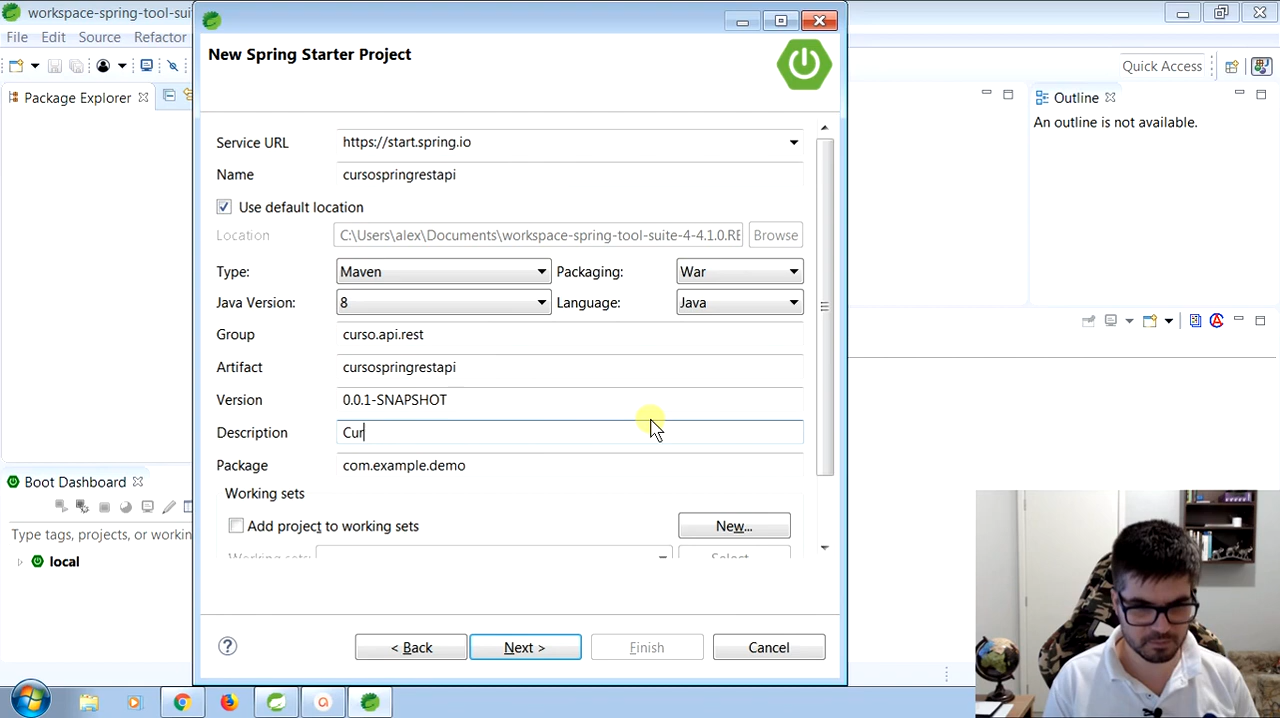 workspace-spring-tool-sui
File Edit Source Refactor
Quick Access
Package Explorer
Outline
An outline is not available.
Boot Dashboard
Type tags, projects, or workin
local
New Spring Starter Project
Service URL https://start.spring.io
Name cursospringrestapi
Use default location
Location C:\Users\alex\Documents\workspace-spring-tool-suite-4-4.1.0.RE Browse
Type: Maven Packaging: War
Java Version: 8 Language: Java
Group curso.api.rest
Artifact cursospringrestapi
Version 0.0.1-SNAPSHOT
Description Cur
Package com.example.demo
Working sets
Add project to working sets New...
Working sets: Select...
< Back Next > Finish Cancel